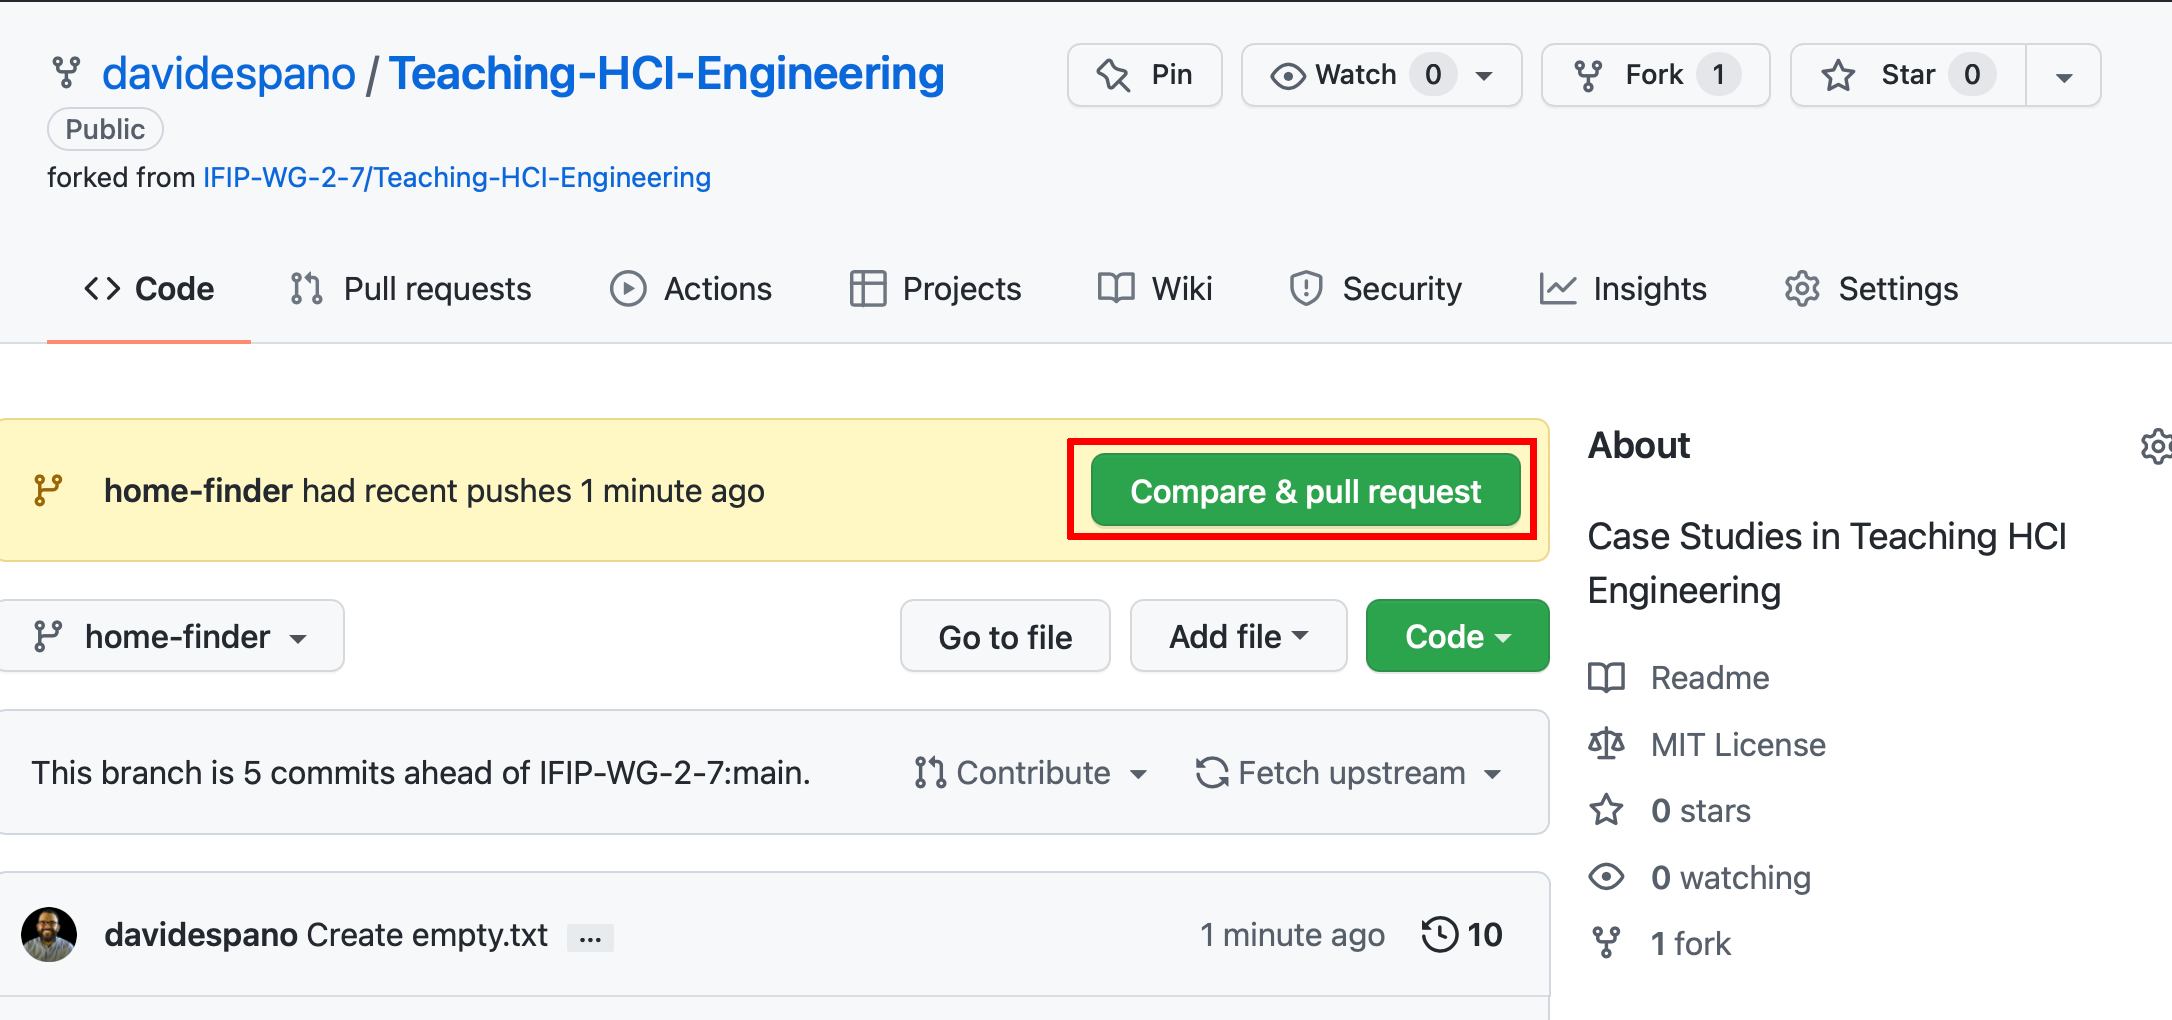 davidespano / Teaching-HCI-Engineering
Public
forked from IFIP-WG-2-7/Teaching-HCI-Engineering
Pin
Watch 0
Fork 1
Star 0
Code
Pull requests
Actions
Projects
Wiki
Security
Insights
Settings
home-finder had recent pushes 1 minute ago
Compare & pull request
home-finder
Go to file
Add file
Code
This branch is 5 commits ahead of IFIP-WG-2-7:main.
Contribute
Fetch upstream
davidespano Create empty.txt ...
1 minute ago
10
About
Case Studies in Teaching HCI
Engineering
Readme
MIT License
0 stars
0 watching
1 fork